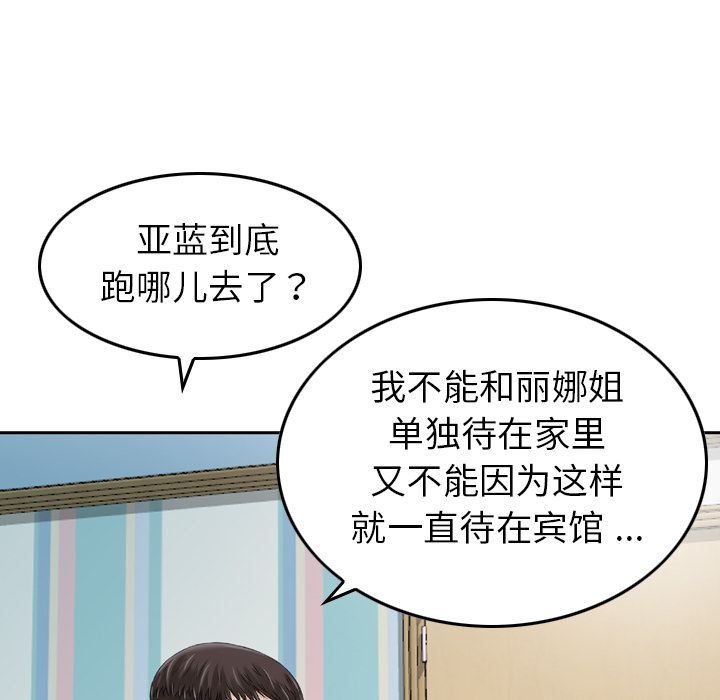 亚蓝到底
跑哪儿去了？
我不能和丽娜姐
单独待在家里
又不能因为这样
就一直待在宾馆 ...